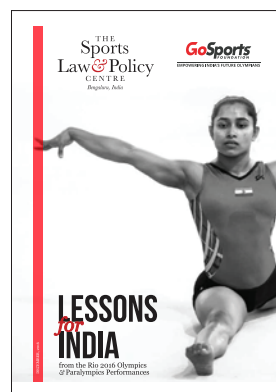 THE
Sports
Law & Policy
CENTRE
Bengaluru, India
GoSports
FOUNDATION
EMPOWERING INDIA'S FUTURE OLYMPIANS
LESSONS
for
INDIA
from the Rio 2016 Olympics
& Paralympics Performances